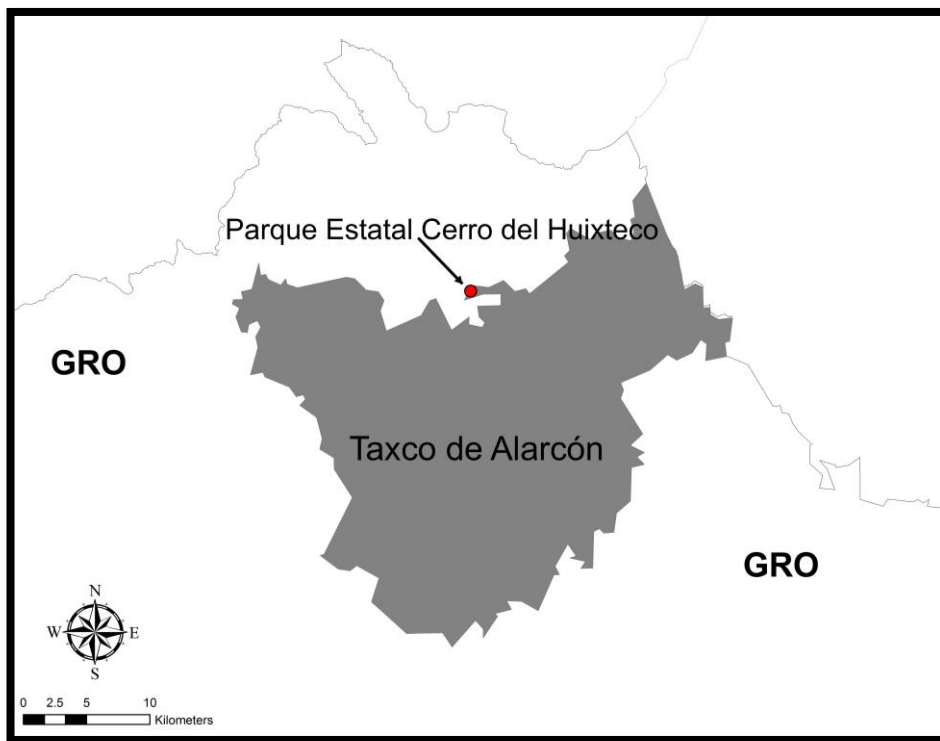 Parque Estatal Cerro del Huixteco
GRO
Taxco de Alarcón
GRO
N
W E
S
0 2.5 5 10
Kilometers